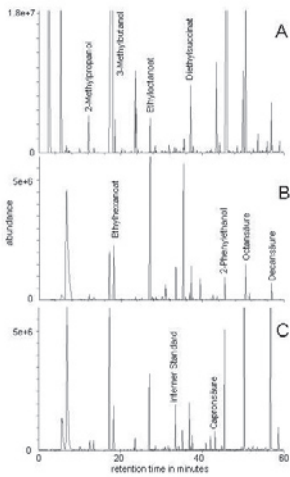 1.8e+7
A
2-Methylpropanol
3-Methylbutanol
Ethyloctanoat
Diethylsuccinat
5e+6
B
Ethylhexanoat
2-Phenylethanol
Octansäure
Decansäure
0
abundance
5e+6
C
Interner Standard
Capronsäure
0
0 20 40 60
retention time in minutes